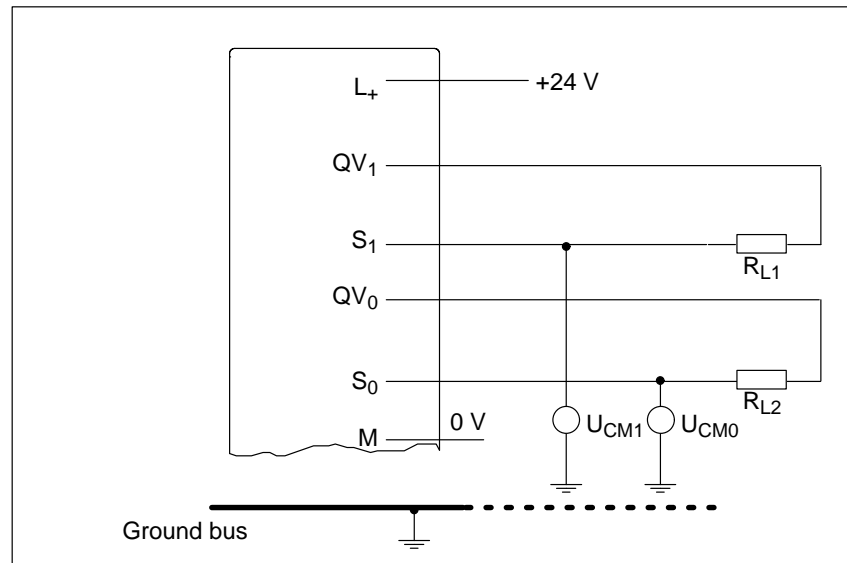 L+ +24 V
QV1
S1
RL1
QV0
S0
RL2
UCM1 UCM0
0 V
M
Ground bus